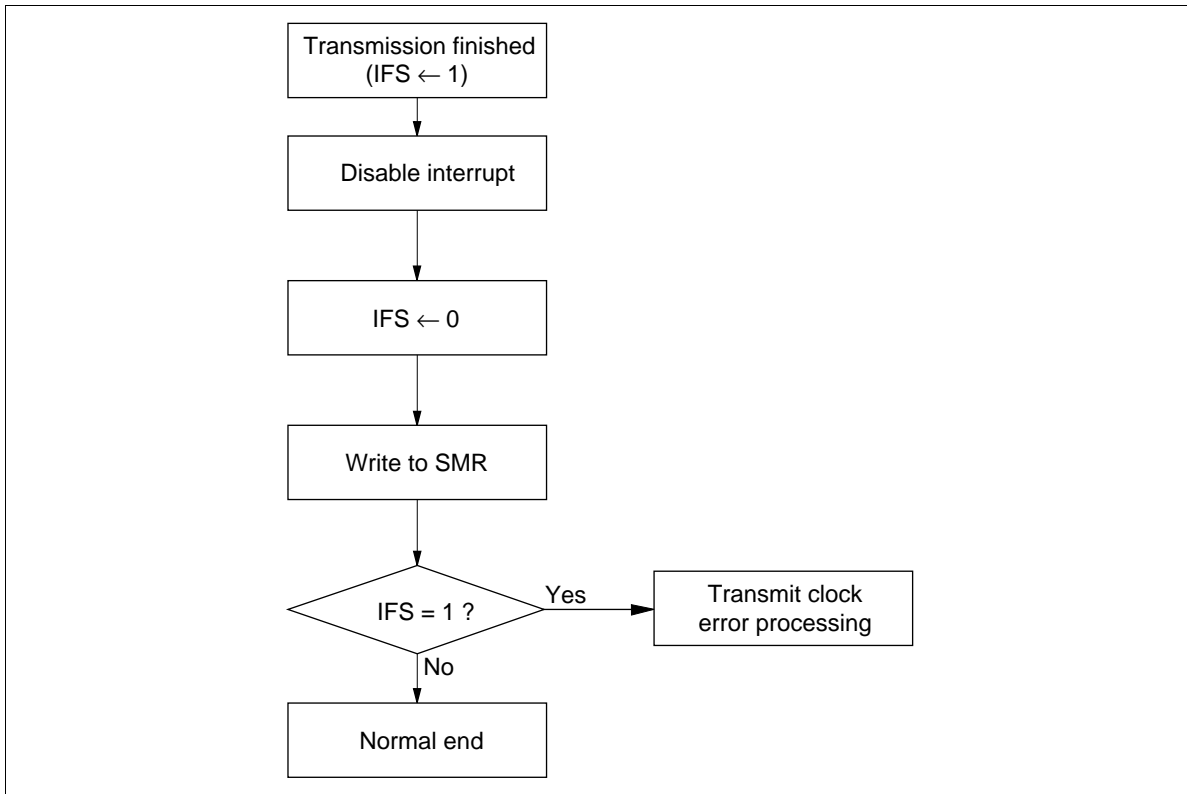 Transmission finished
(IFS ← 1)
Disable interrupt
IFS ← 0
Write to SMR
IFS = 1 ?
Yes
Transmit clock
error processing
No
Normal end